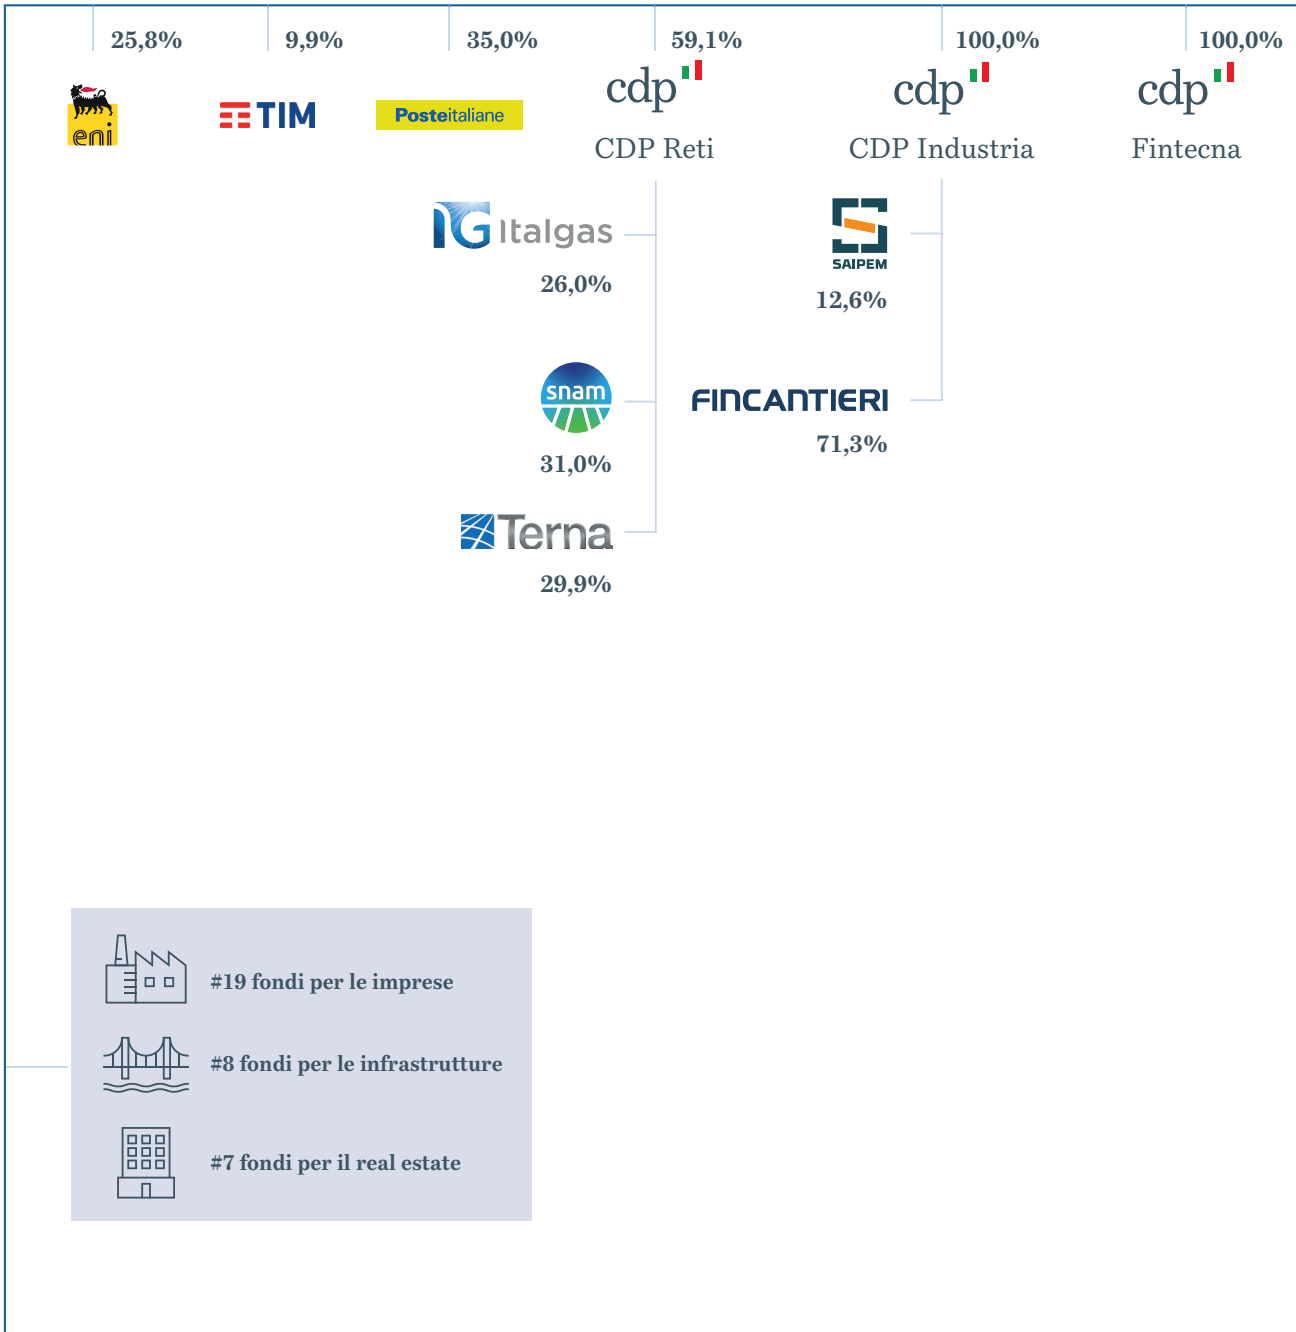 25,8%
9,9%
35,0%
59,1%
100,0%
100,0%
eni
TIM
Posteitaliane
cdp
cdp
cdp
CDP Reti
CDP Industria
Fintecna
IG Italgas
26,0%
SAIPEM
12,6%
snam
31,0%
FINCANTIERI
71,3%
Terna
29,9%
#19 fondi per le imprese
#8 fondi per le infrastrutture
#7 fondi per il real estate